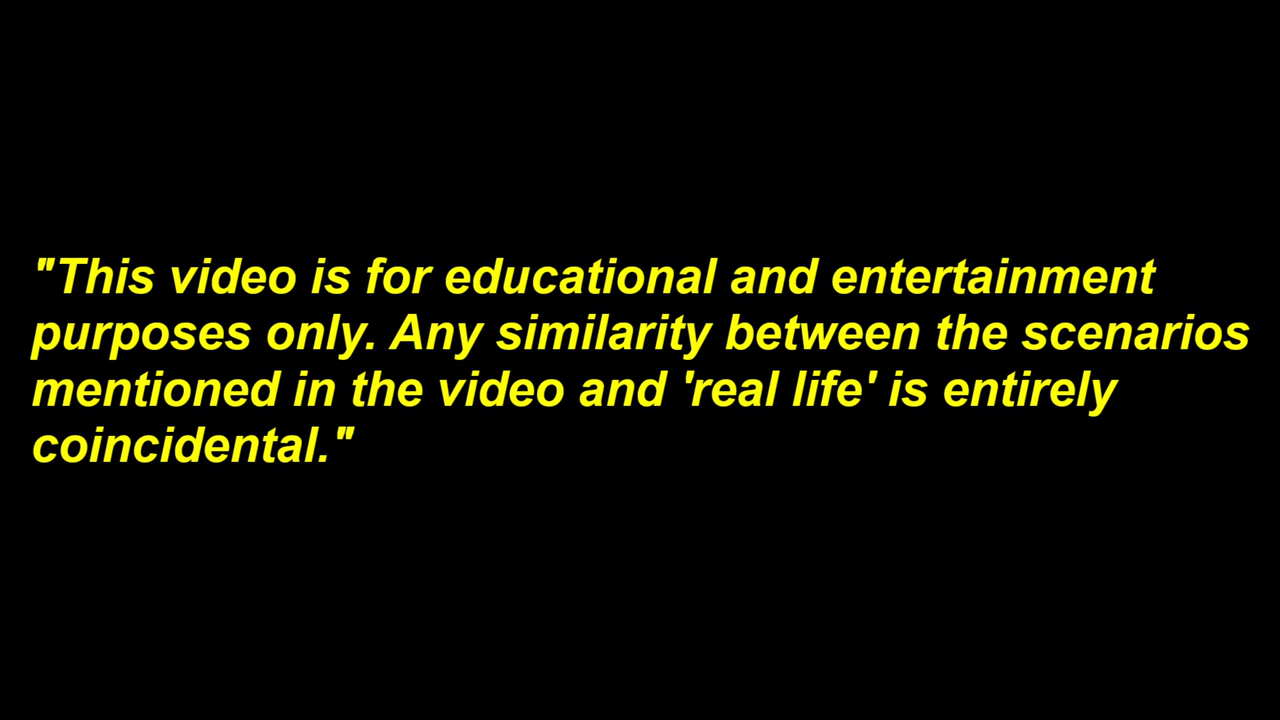 "This video is for educational and entertainment
purposes only. Any similarity between the scenarios
mentioned in the video and 'real life' is entirely
coincidental."